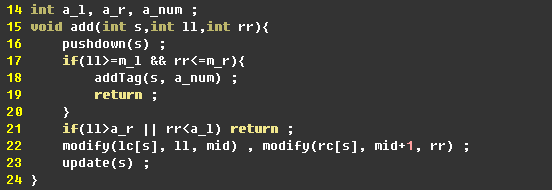 14 int a_l, a_r, a_num ;
15 void add(int s,int ll,int rr){
16     pushdown(s) ;
17     if(ll>=m_l && rr<=m_r){
18         addTag(s, a_num) ;
19         return ;
20     }
21     if(ll>a_r || rr<a_l) return ;
22     modify(lc[s], ll, mid) , modify(rc[s], mid+1, rr) ;
23     update(s) ;
24 }